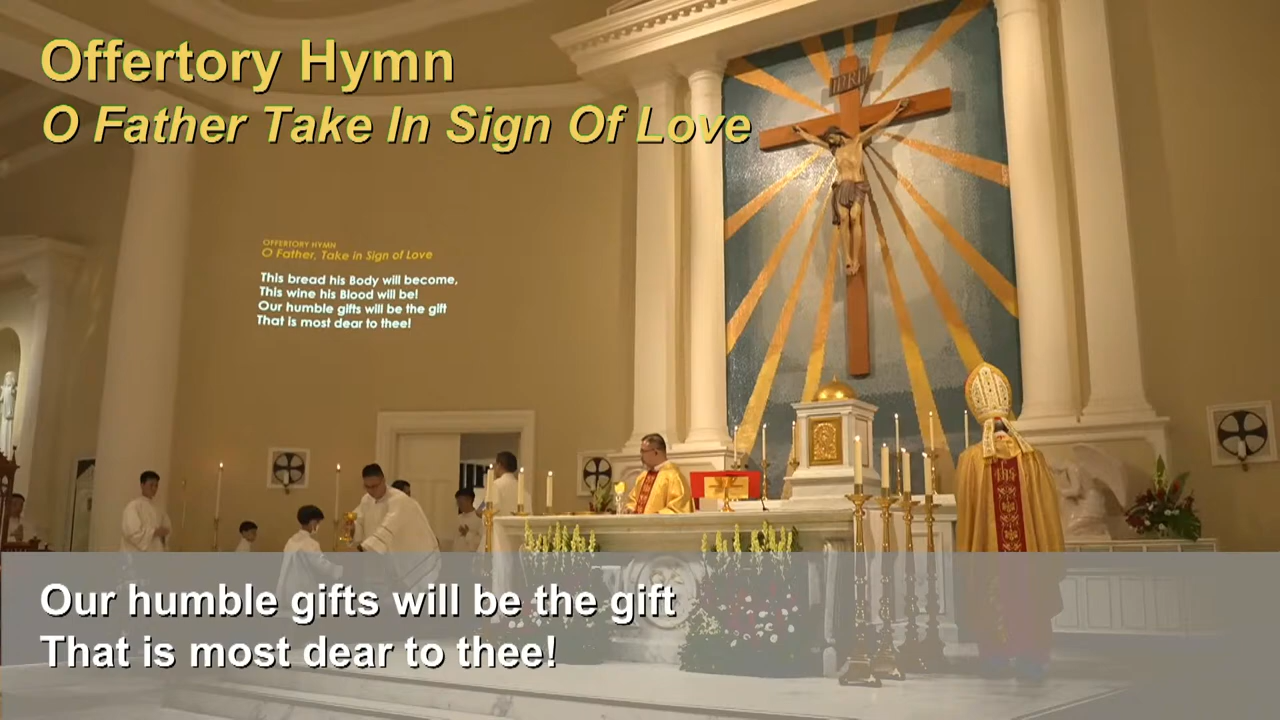 Offertory Hymn
O Father Take In Sign Of Love
INRI
OFFERTORY HYMN
O Father, Take in Sign of Love
This bread his Body will become,
This wine his Blood will be!
Our humble gifts will be the gift
That is most dear to thee!
IHS
Our humble gifts will be the gift
That is most dear to thee!